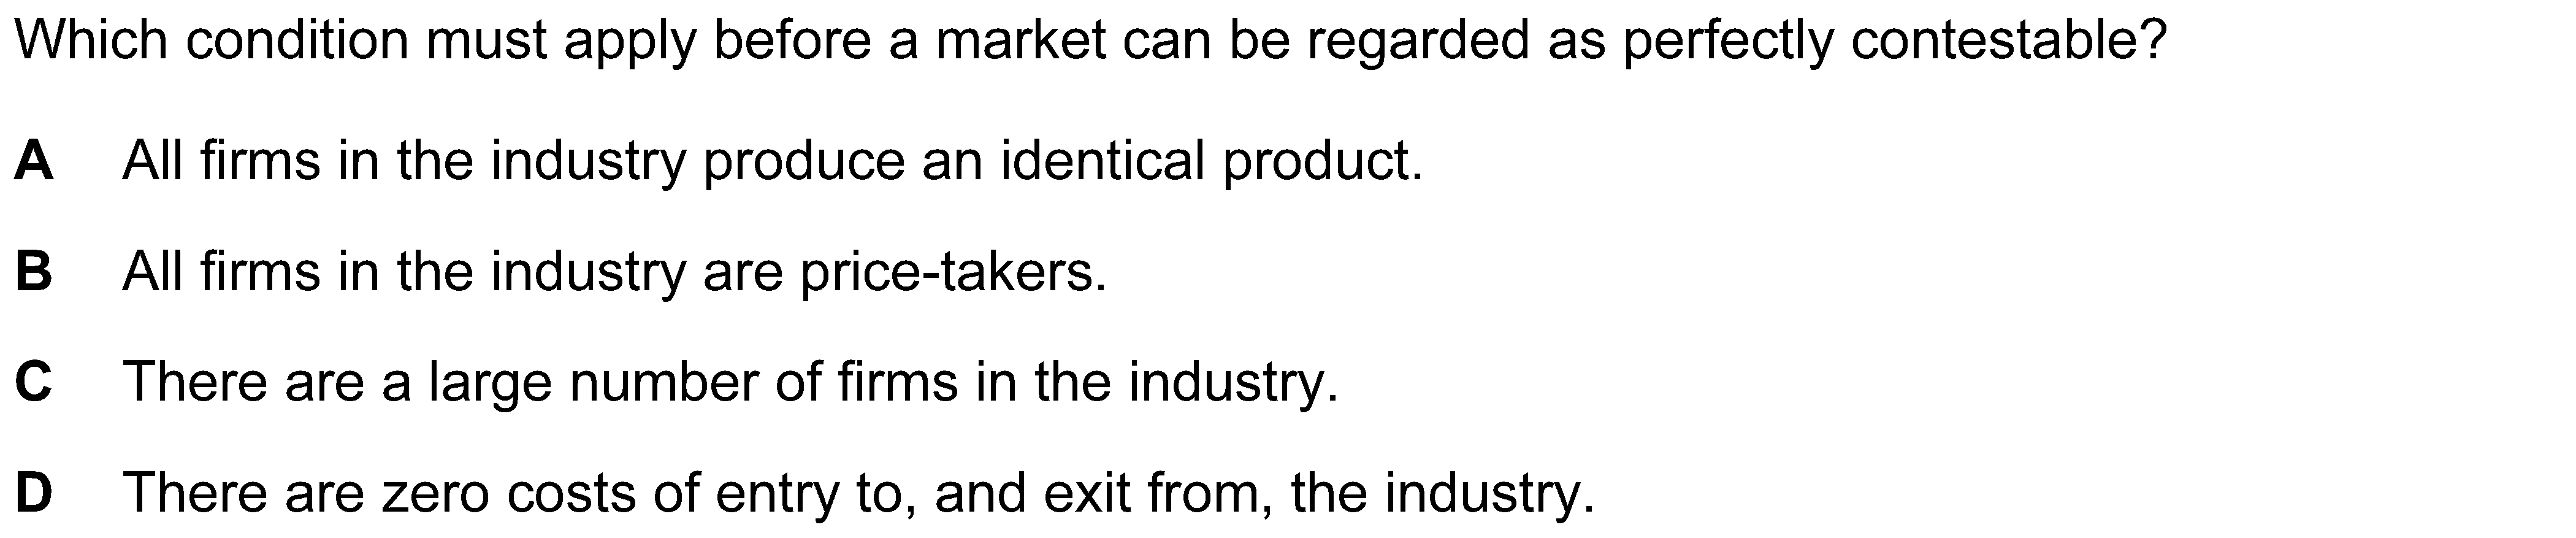 Which condition must apply before a market can be regarded as perfectly contestable?
A All firms in the industry produce an identical product.
B All firms in the industry are price-takers.
C There are a large number of firms in the industry.
D There are zero costs of entry to, and exit from, the industry.